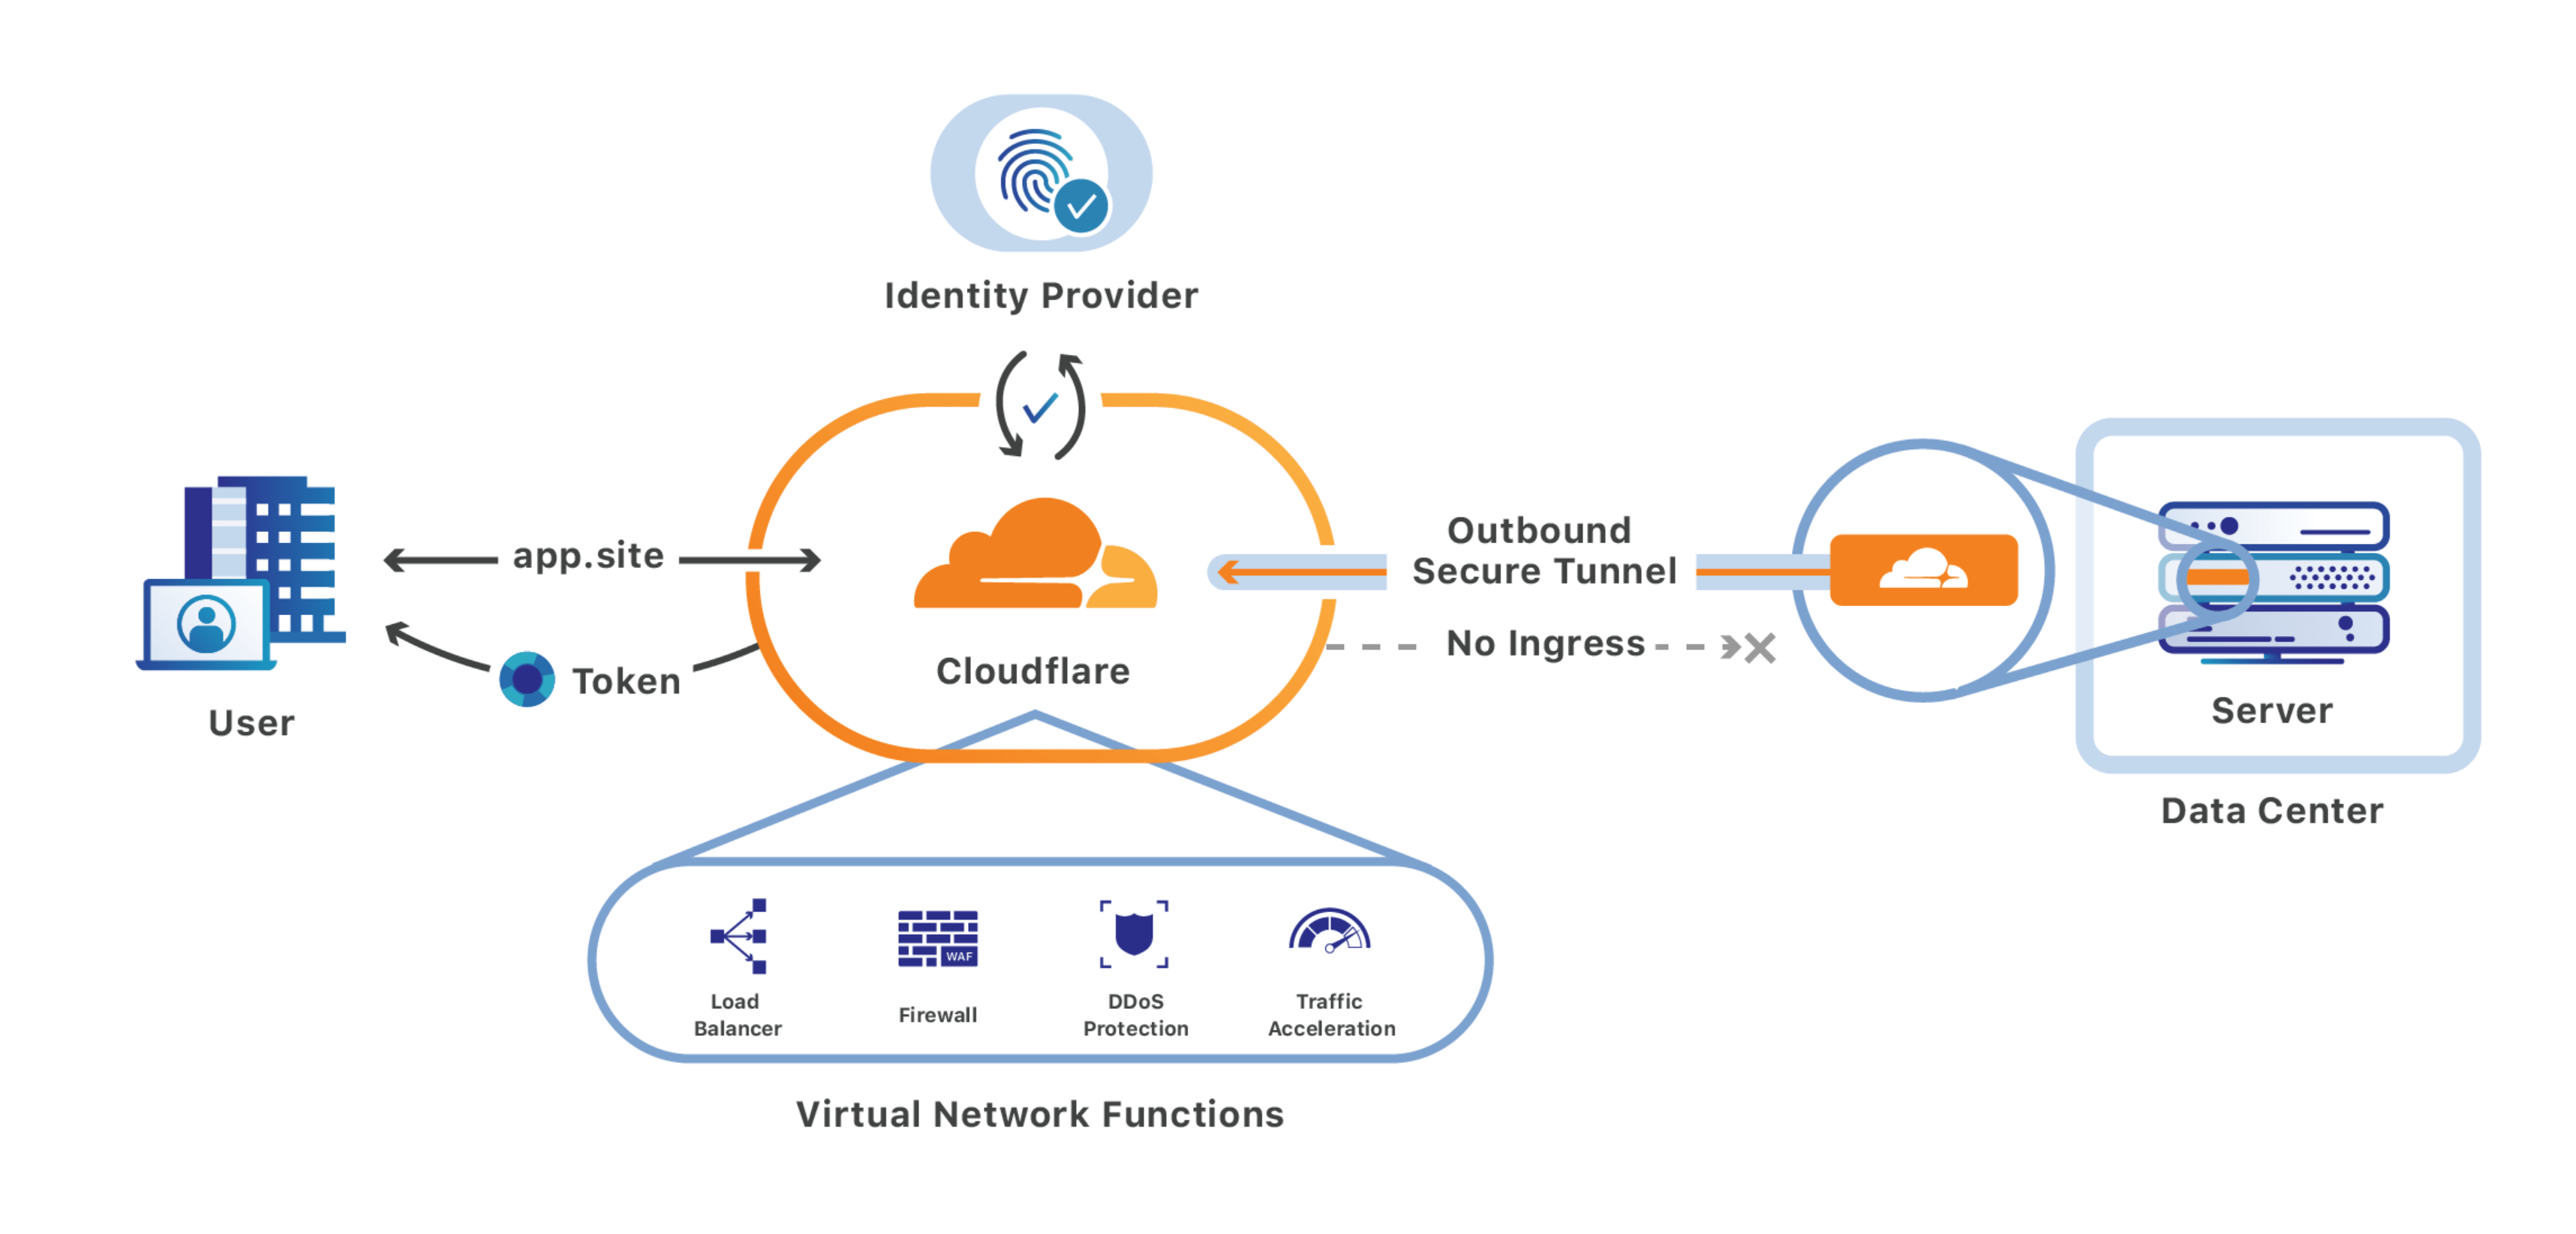 Identity Provider
app.site
Token
User
Cloudflare
Outbound
Secure Tunnel
No Ingress
Server
Data Center
Load
Balancer
WAF
Firewall
DDoS
Protection
Traffic
Acceleration
Virtual Network Functions